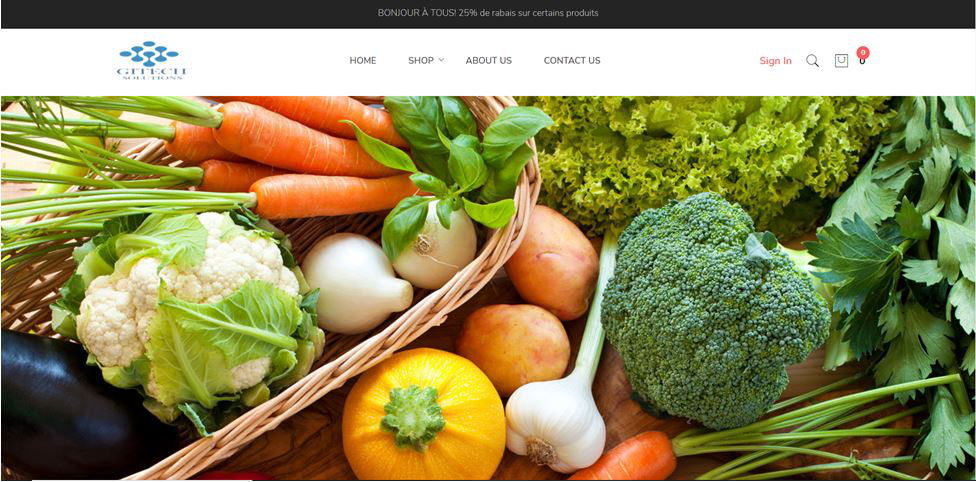 BONJOUR À TOUS! 25% de rabais sur certains produits
GITECH
SOLUTIONS
HOME SHOP ABOUT US CONTACT US
Sign In 0
0